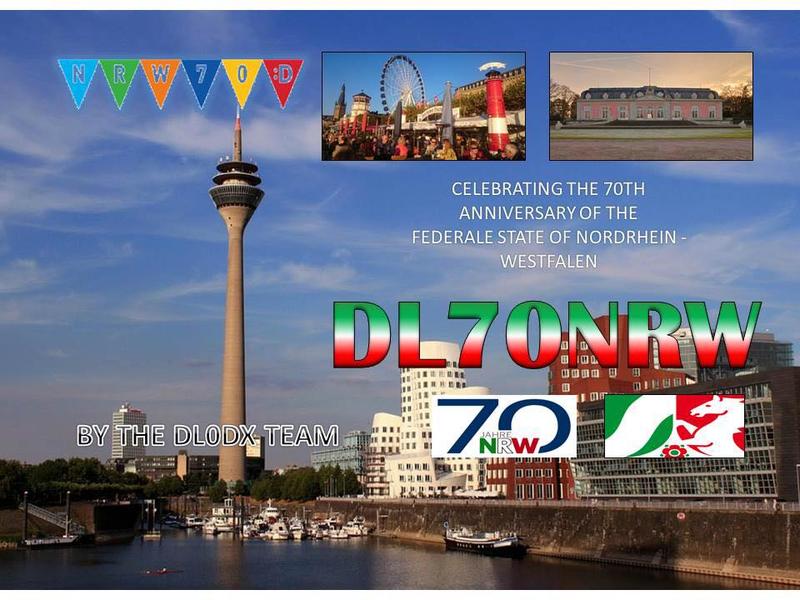 NRW70:D
CELEBRATING THE 70TH
ANNIVERSARY OF THE
FEDERALE STATE OF NORDRHEIN -
WESTFALEN
DL70NRW
BY THE DL0DX TEAM
70
JAHRE
NRW